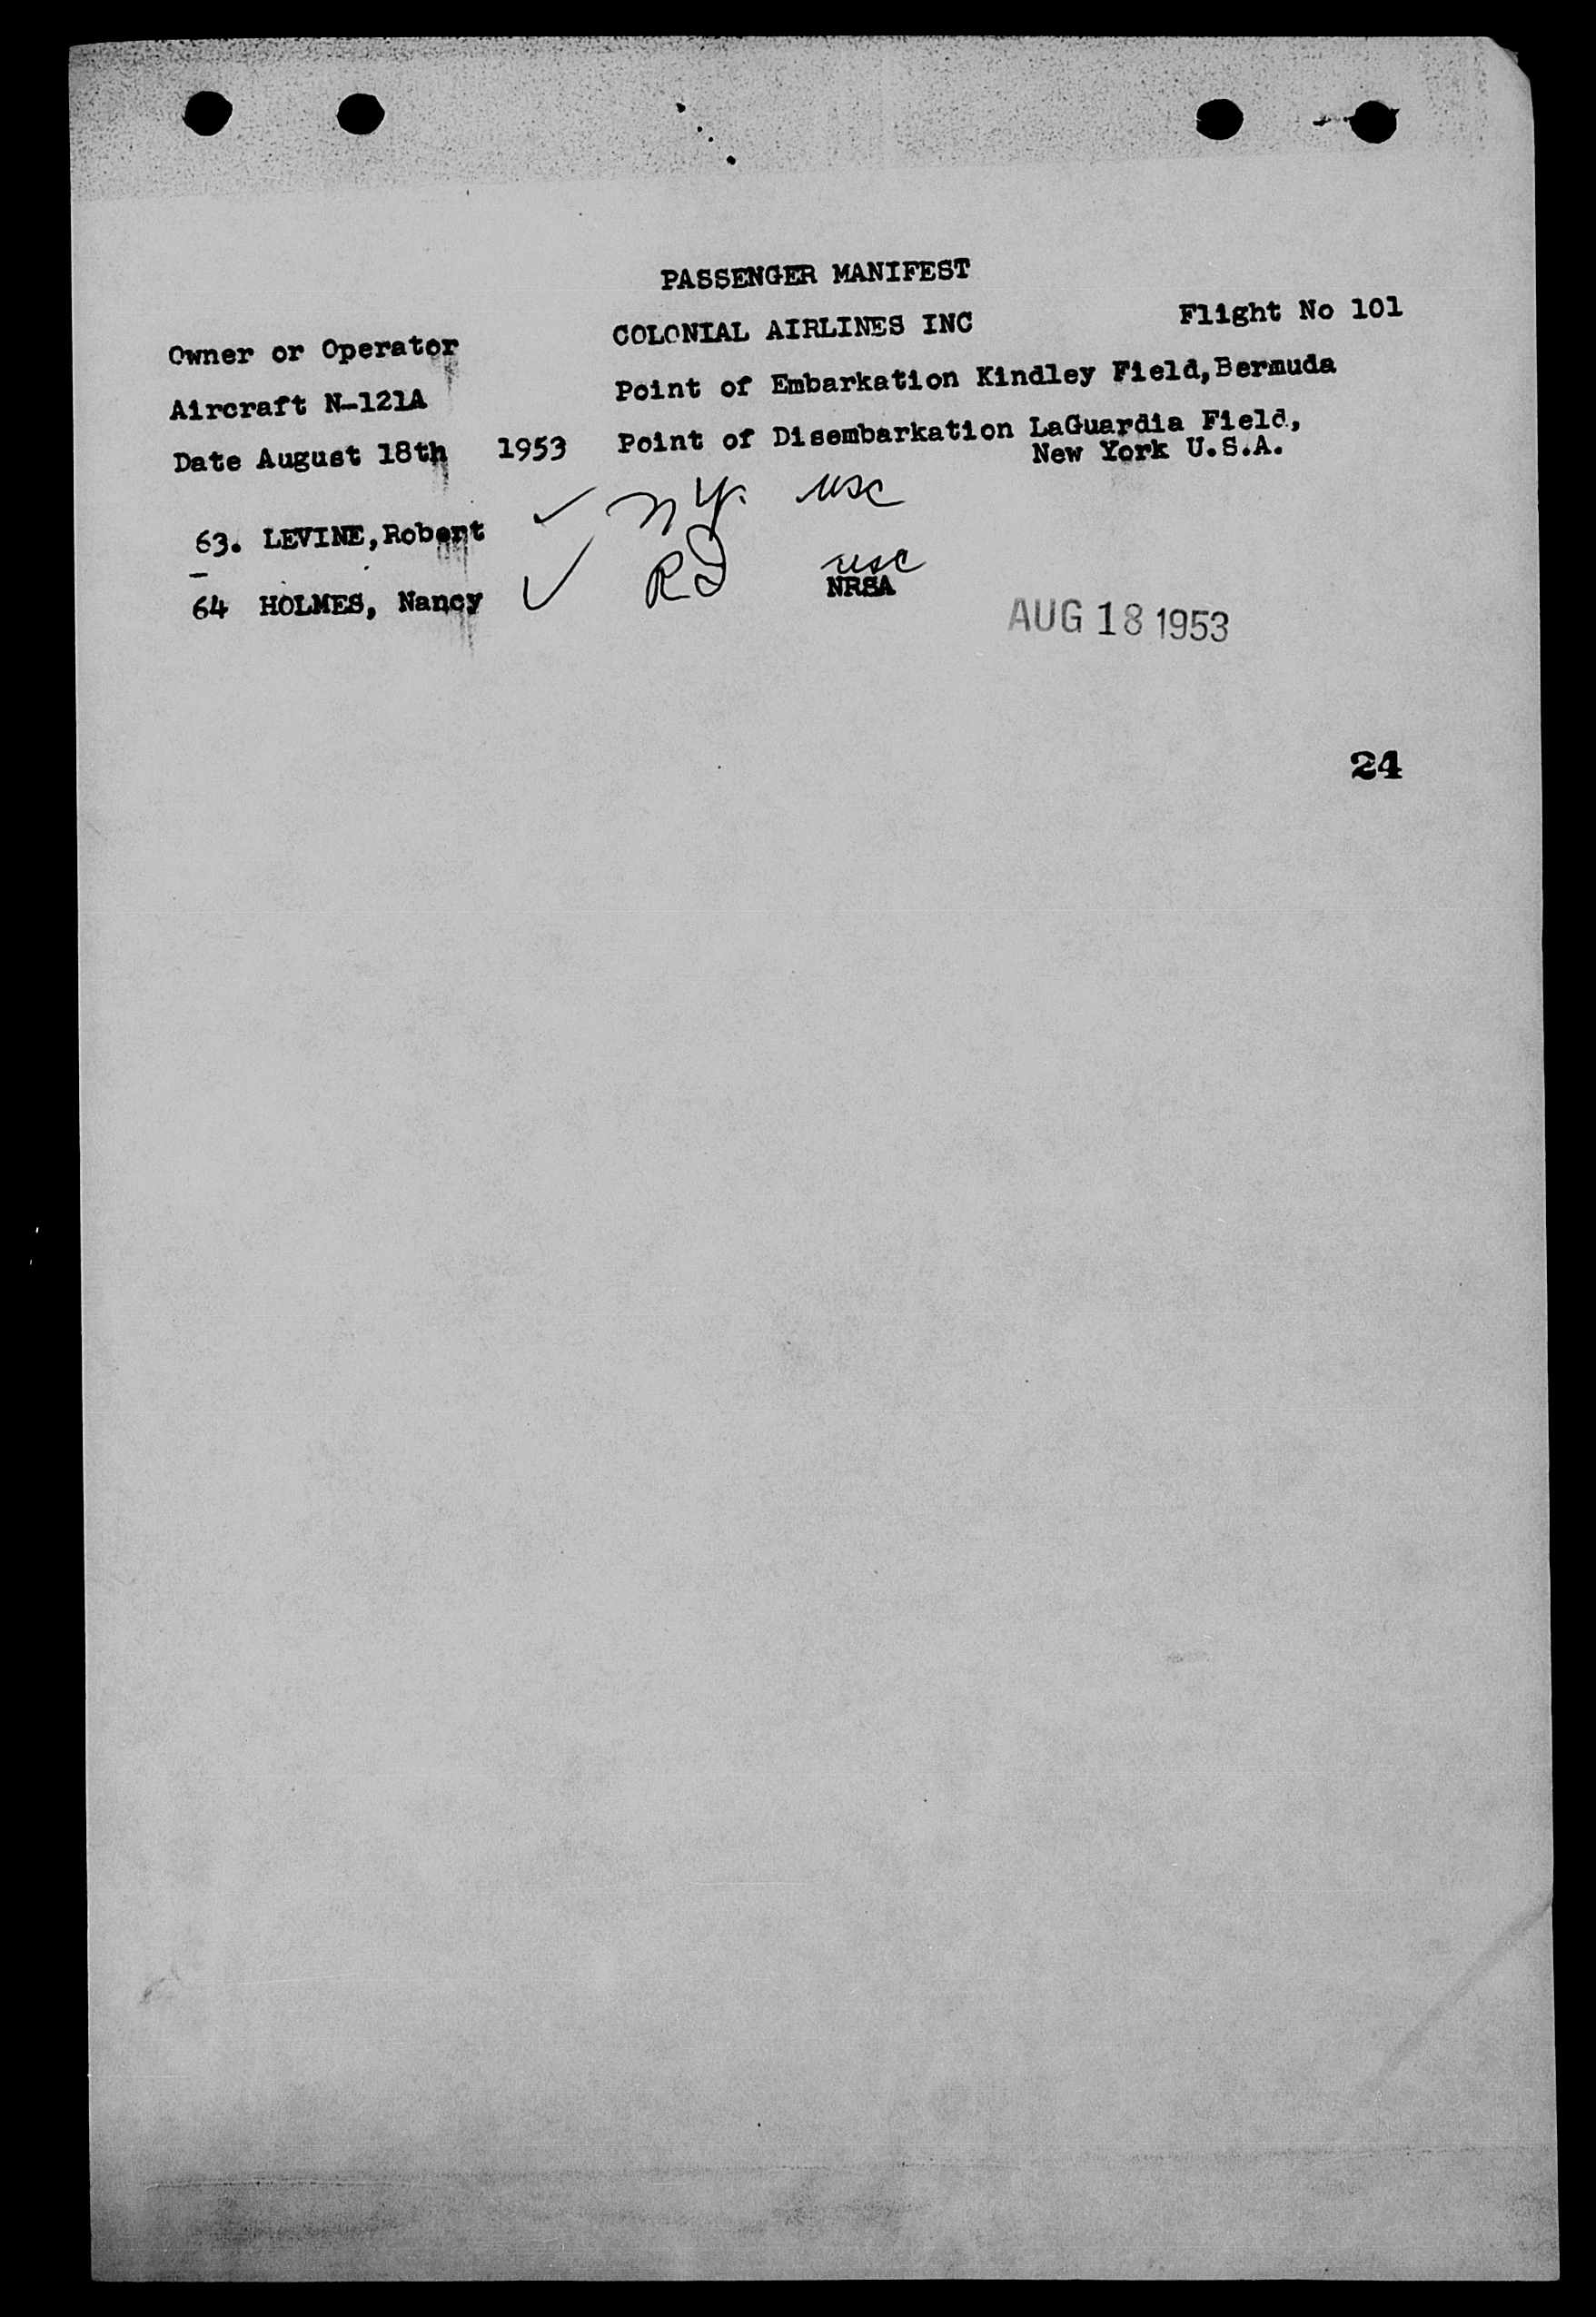 PASSENGER MANIFEST
Owner or Operator COLONIAL AIRLINES INC Flight No 101
Aircraft N-121A Point of Embarkation Kindley Field,Bermuda
Date August 18th 1953 Point of Disembarkation LaGuardia Field,
New York U.S.A.
63. LEVINE,Robert ✓ NY. usc
64 HOLMES, Nancy ✓ RI usc
NRSA
AUG 18 1953
24